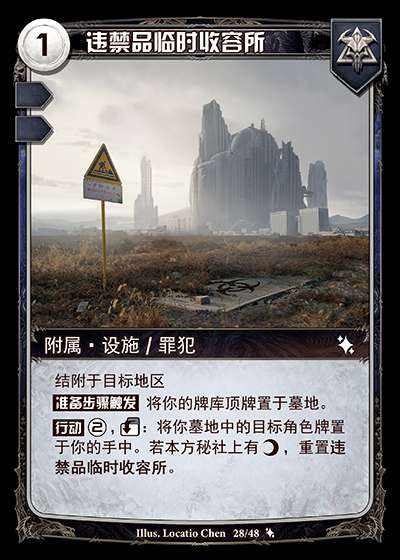 1
违禁品临时收容所
附属·设施 / 罪犯
结附于目标地区
准备步骤触发 将你的牌库顶牌置于墓地。
行动 ②，：将你墓地中的目标角色牌置
于你的手中。若本方秘社上有，重置违
禁品临时收容所。
Illus. Locatio Chen 28/48